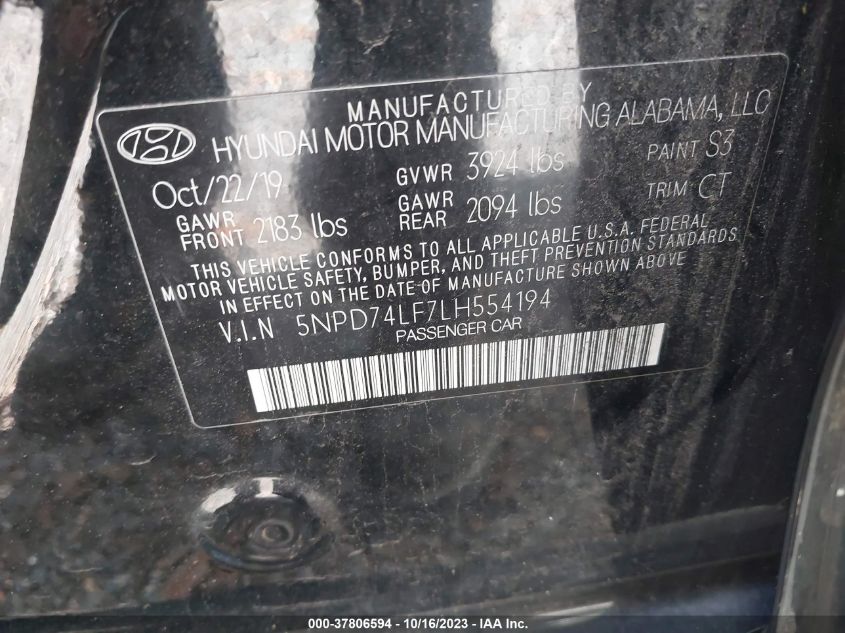 MANUFACTURED BY
HYUNDAI MOTOR MANUFACTURING ALABAMA, LLC
Oct/22/19 GVWR 3924 lbs PAINT S3
GAWR FRONT 2183 lbs GAWR REAR 2094 lbs TRIM CT
THIS VEHICLE CONFORMS TO ALL APPLICABLE U.S.A. FEDERAL
MOTOR VEHICLE SAFETY, BUMPER, AND THEFT PREVENTION STANDARDS
IN EFFECT ON THE DATE OF MANUFACTURE SHOWN ABOVE
V.I.N 5NPD74LF7LH554194
PASSENGER CAR
000-37806594 - 10/16/2023 - IAA Inc.